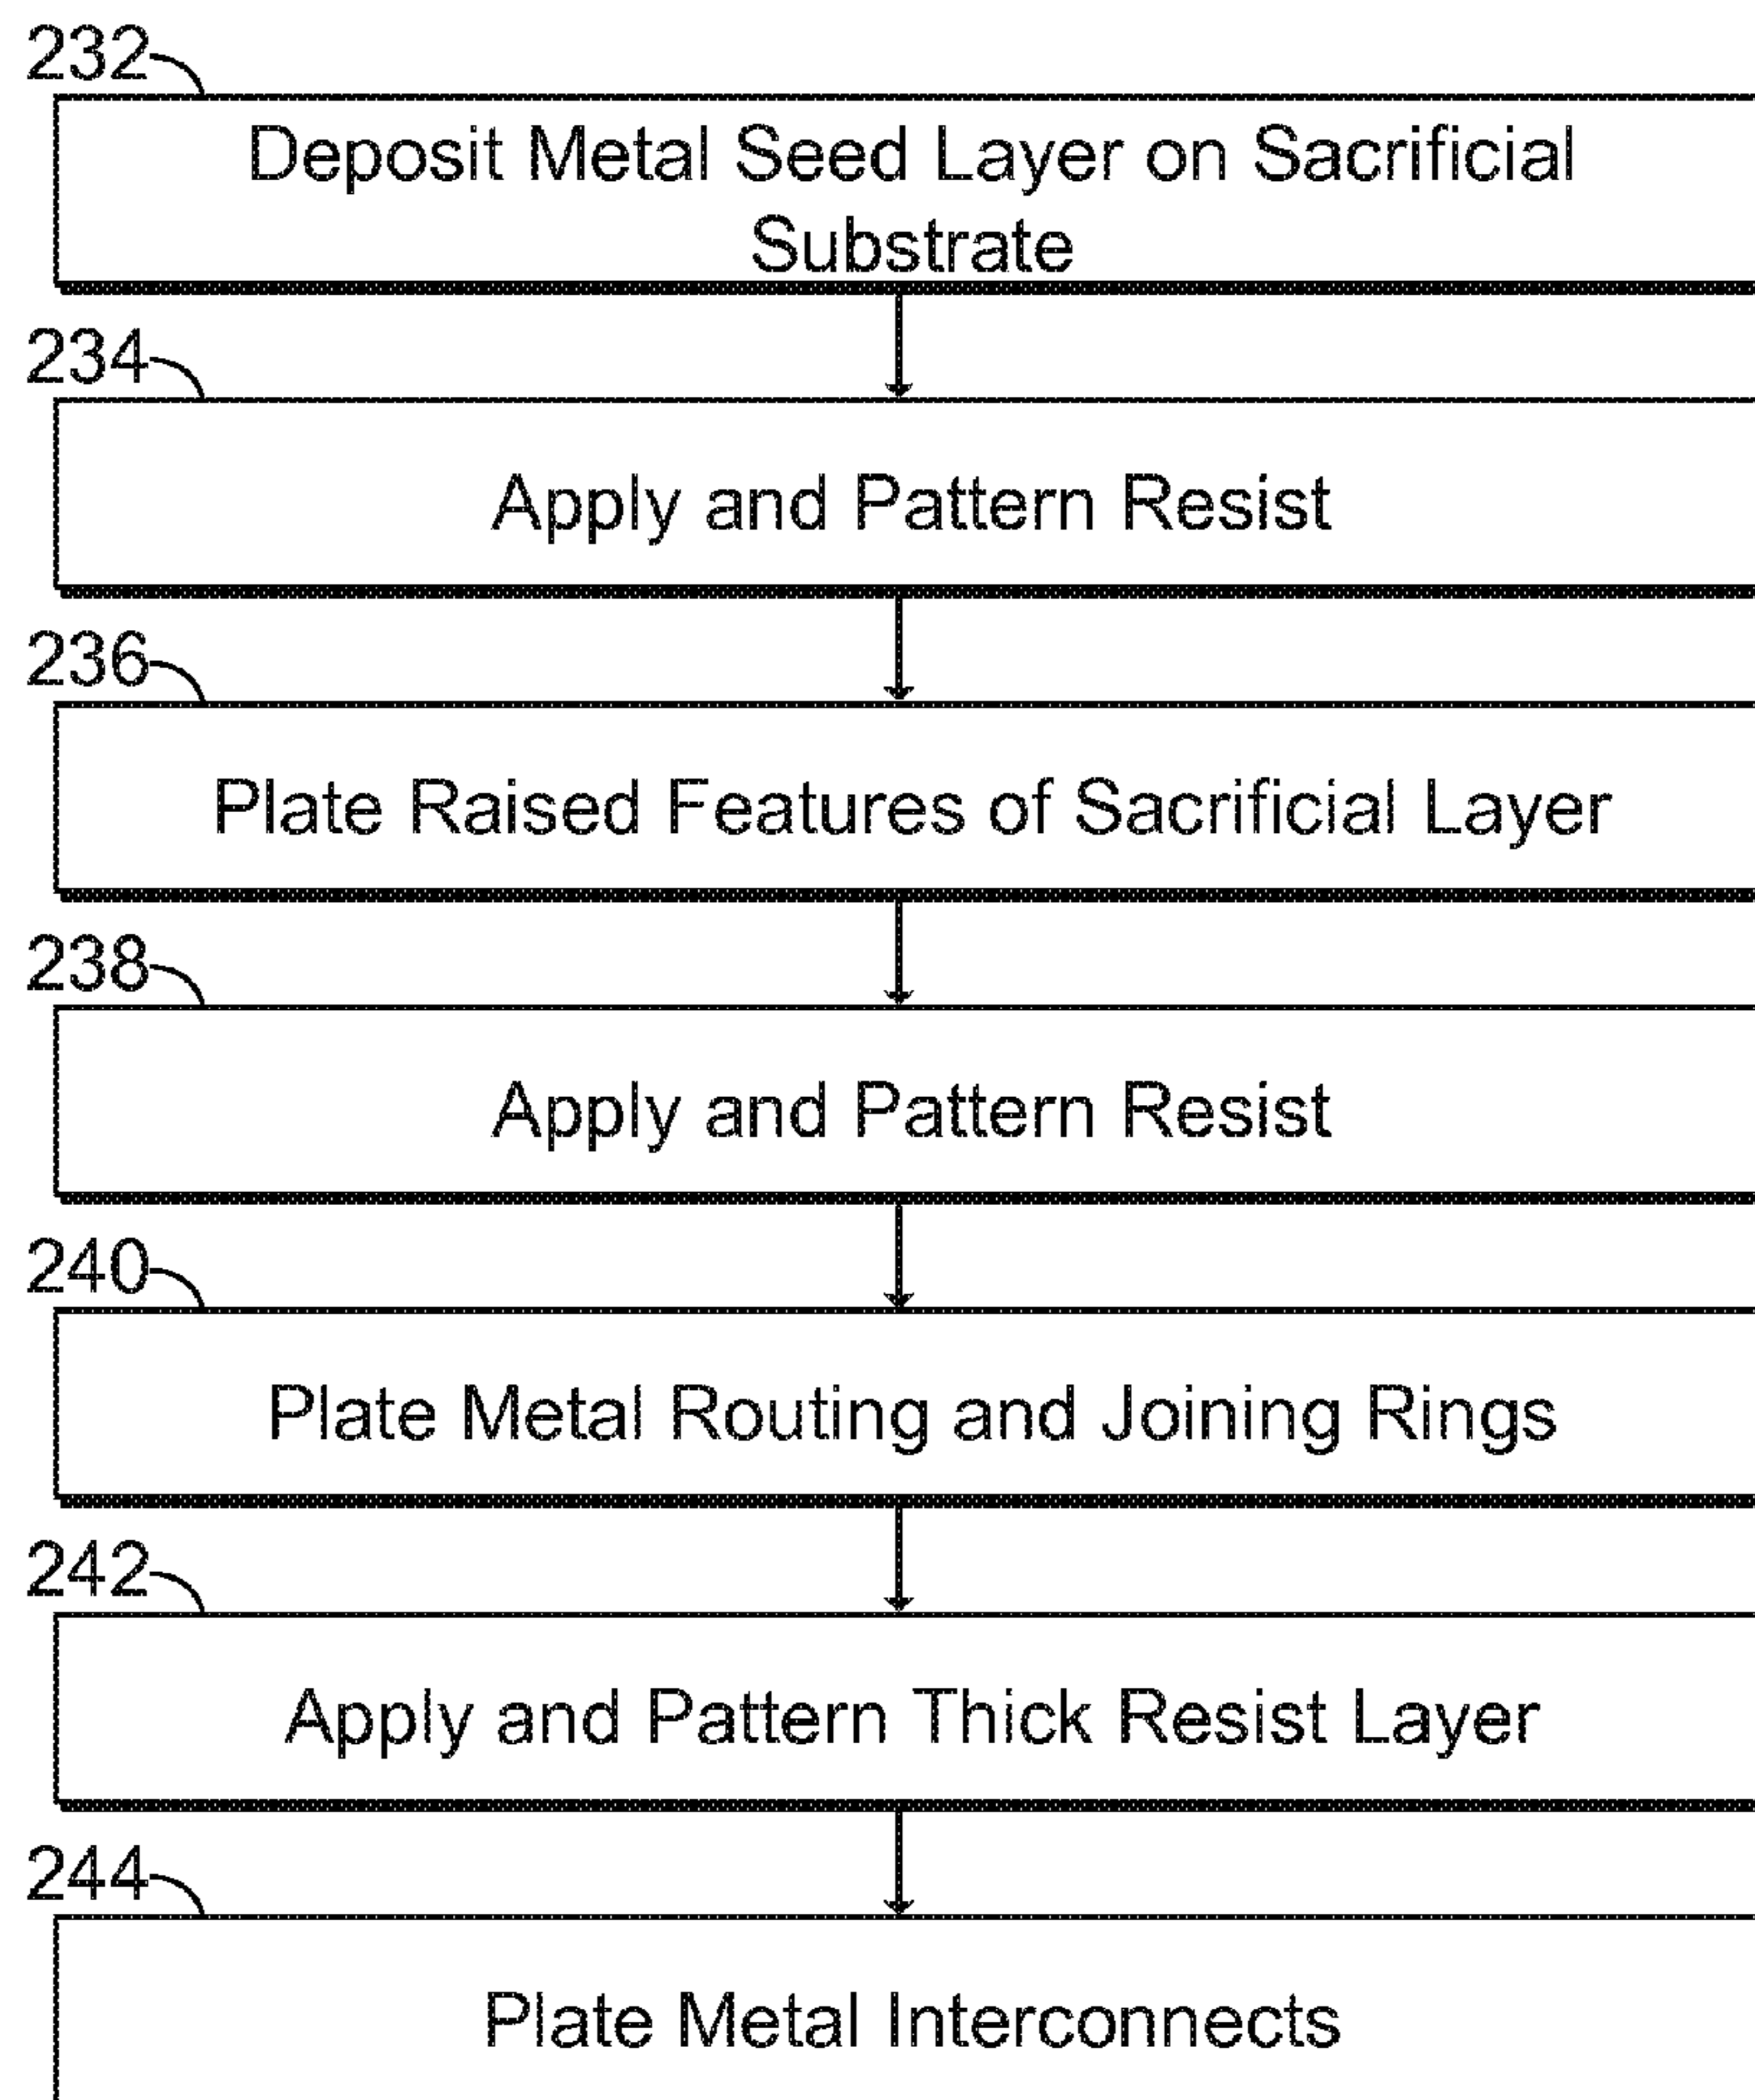 232
Deposit Metal Seed Layer on Sacrificial
Substrate
234
Apply and Pattern Resist
236
Plate Raised Features of Sacrificial Layer
238
Apply and Pattern Resist
240
Plate Metal Routing and Joining Rings
242
Apply and Pattern Thick Resist Layer
244
Plate Metal Interconnects